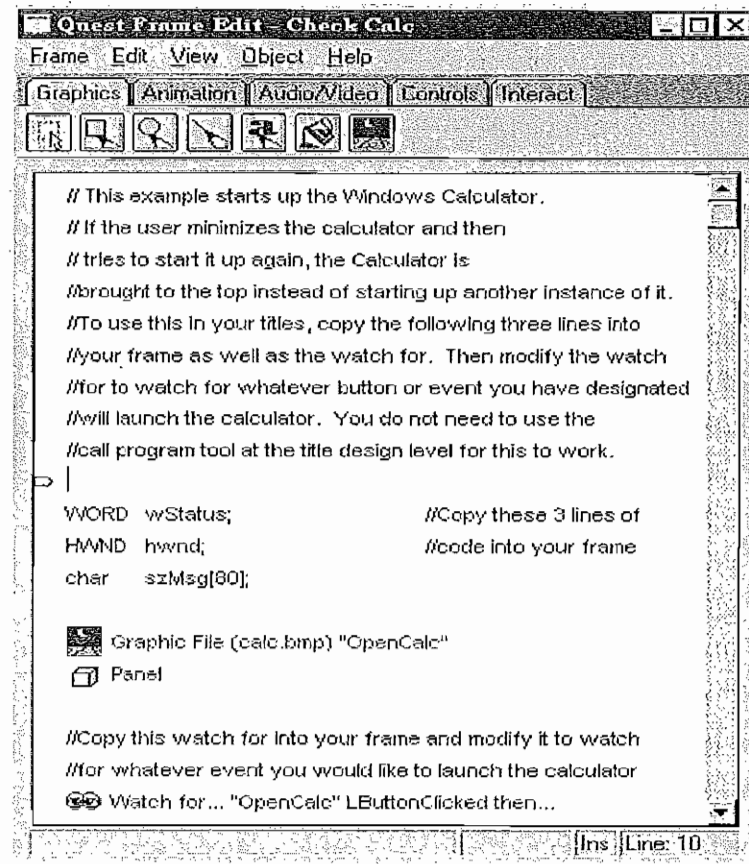 Quest Frame Edit - Check Calc
Frame Edit View Object Help
Graphics Animation Audio/Video Controls Interact
// This example starts up the Windows Calculator.
// If the user minimizes the calculator and then
// tries to start it up again, the Calculator is
//brought to the top instead of starting up another instance of it.
//To use this in your titles, copy the following three lines into
//your frame as well as the watch for. Then modify the watch
//for to watch for whatever button or event you have designated
//will launch the calculator. You do not need to use the
//call program tool at the title design level for this to work.
WORD wStatus; //Copy these 3 lines of
HWND hwnd; //code into your frame
char szMsg[80];
Graphic File (calc.bmp) "OpenCalc"
Panel
//Copy this watch for into your frame and modify it to watch
//for whatever event you would like to launch the calculator
Watch for... "OpenCalc" LButtonClicked then...
Ins Line: 10